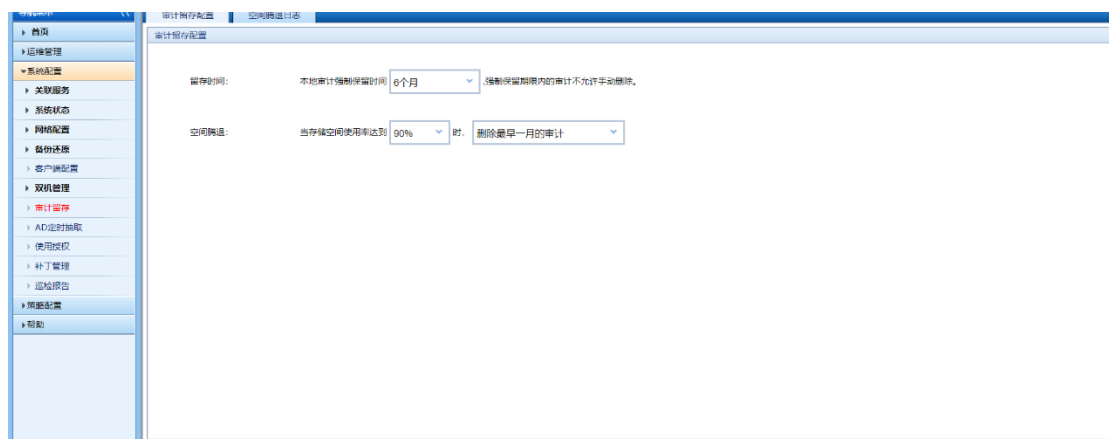 审计留存配置 空间腾退日志
首页
审计留存配置
运维管理
系统配置
关联服务
系统状态
网络配置
备份还原
客户端配置
双机管理
审计留存
AD定时抽取
使用授权
补丁管理
巡检报告
策略配置
帮助
留存时间: 本地审计强制保留时间 6个月 ,强制保留期限内的审计不允许手动删除。
空间腾退: 当存储空间使用率达到 90% 时, 删除最早一月的审计